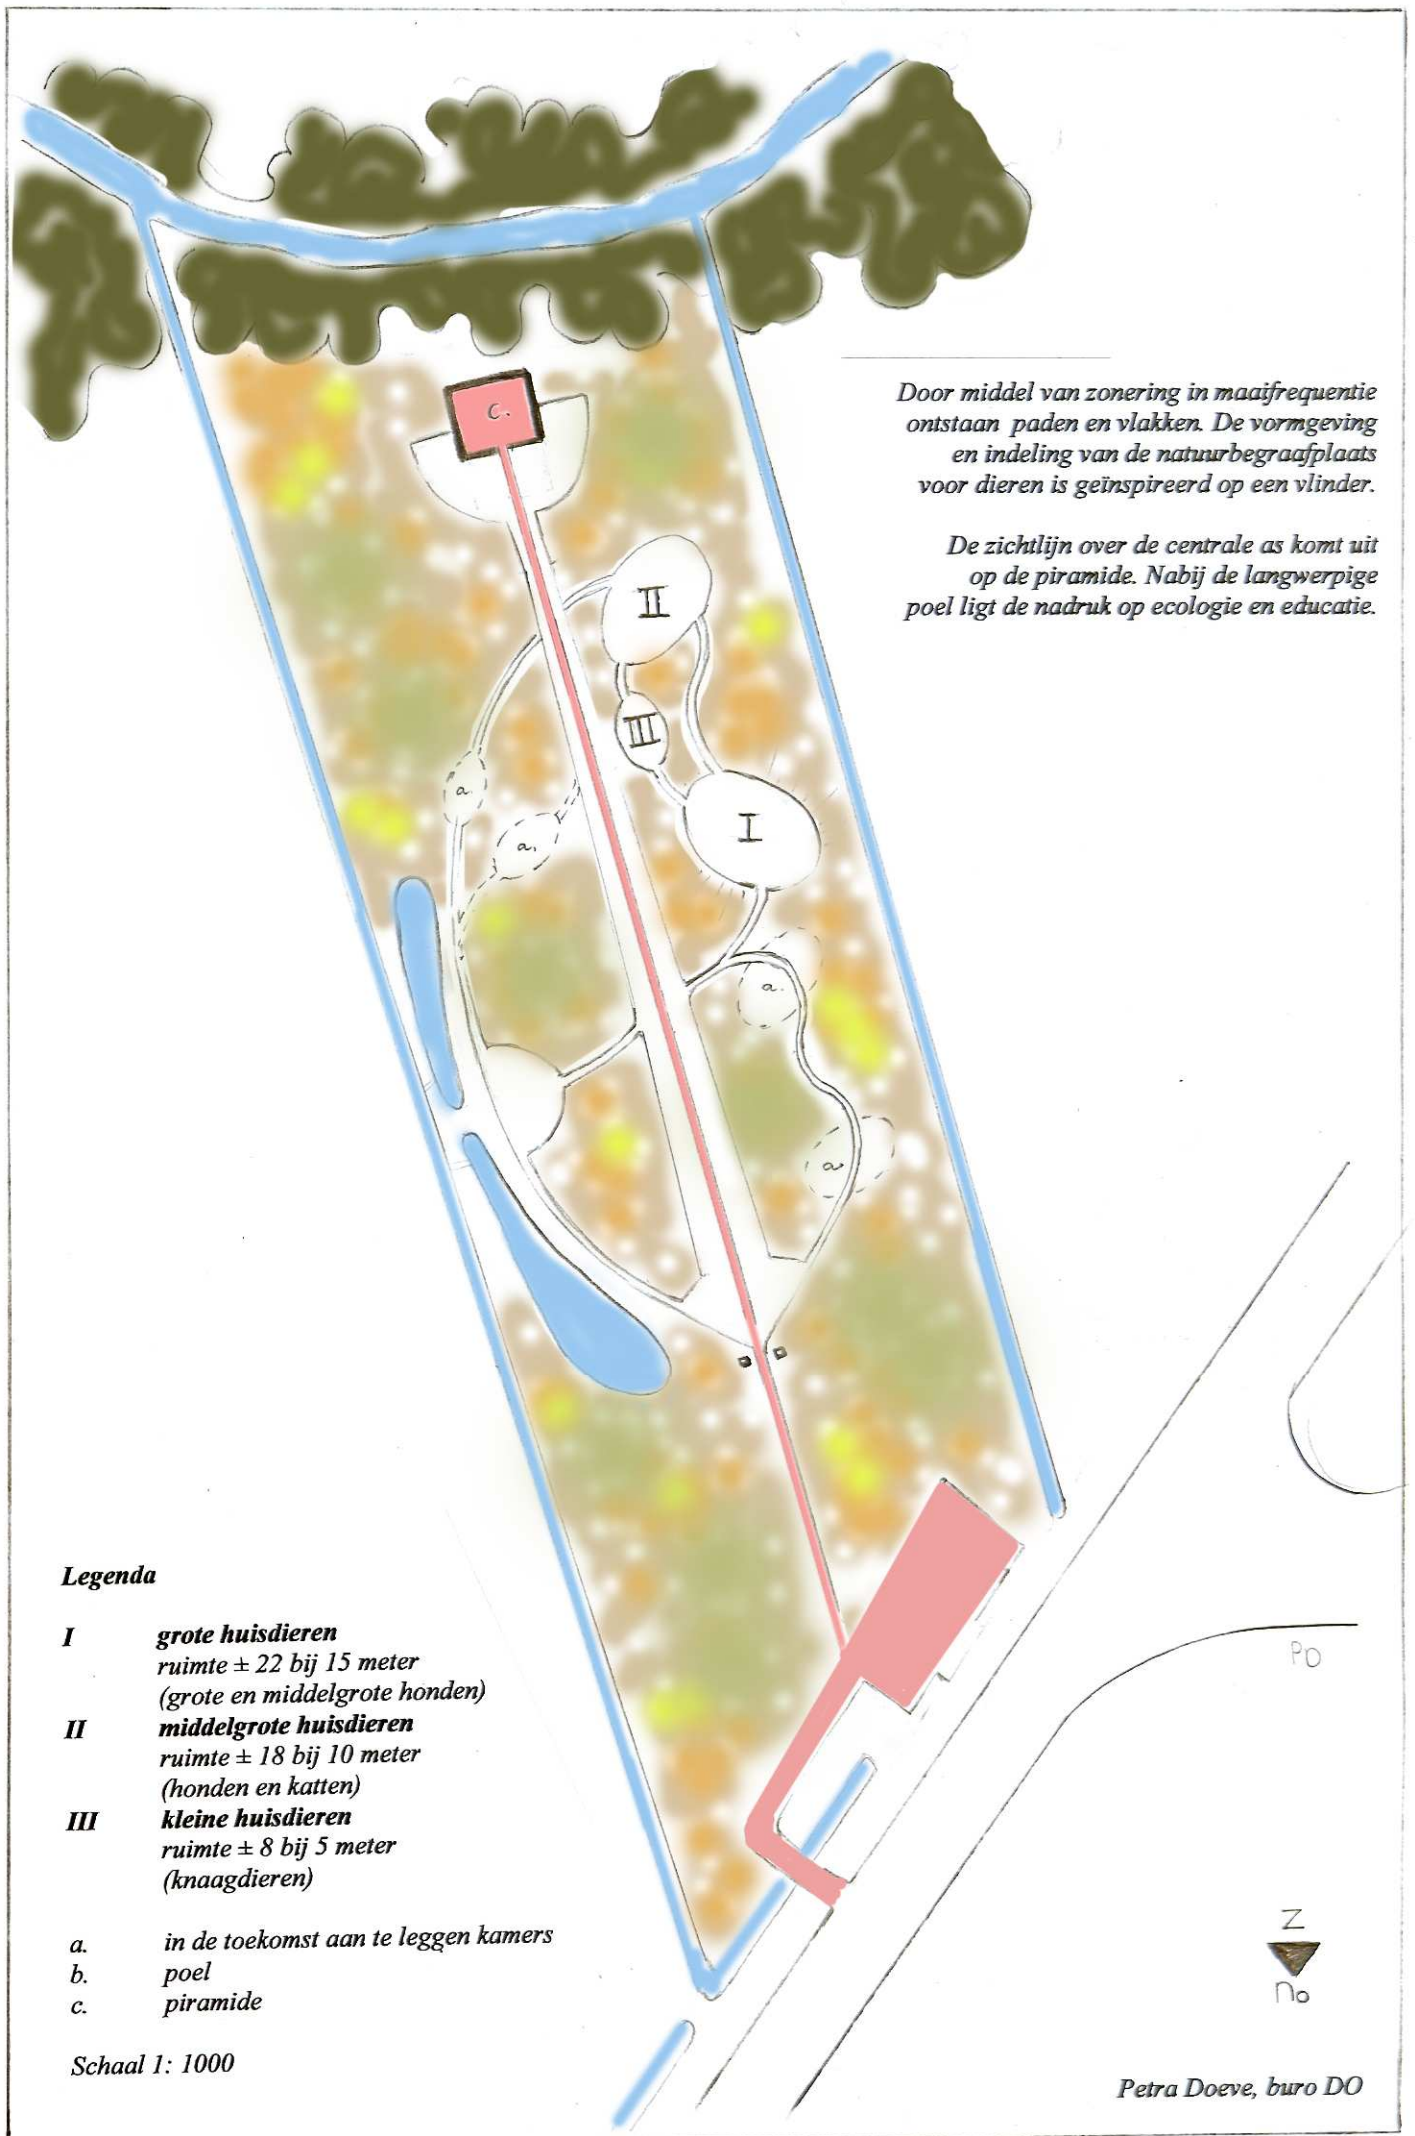 c.
Door middel van zonering in maaifrequentie
ontstaan paden en vlakken. De vormgeving
en indeling van de natuurbegraafplaats
voor dieren is geïnspireerd op een vlinder.
De zichtlijn over de centrale as komt uit
op de piramide. Nabij de langwerpige
poel ligt de nadruk op ecologie en educatie.
II
III
a.
I
a.
a.
a.
Legenda
I grote huisdieren
ruimte ± 22 bij 15 meter
(grote en middelgrote honden)
II middelgrote huisdieren
ruimte ± 18 bij 10 meter
(honden en katten)
III kleine huisdieren
ruimte ± 8 bij 5 meter
(knaagdieren)
a. in de toekomst aan te leggen kamers
b. poel
c. piramide
Schaal 1: 1000
PD
Z
no
Petra Doeve, buro DO